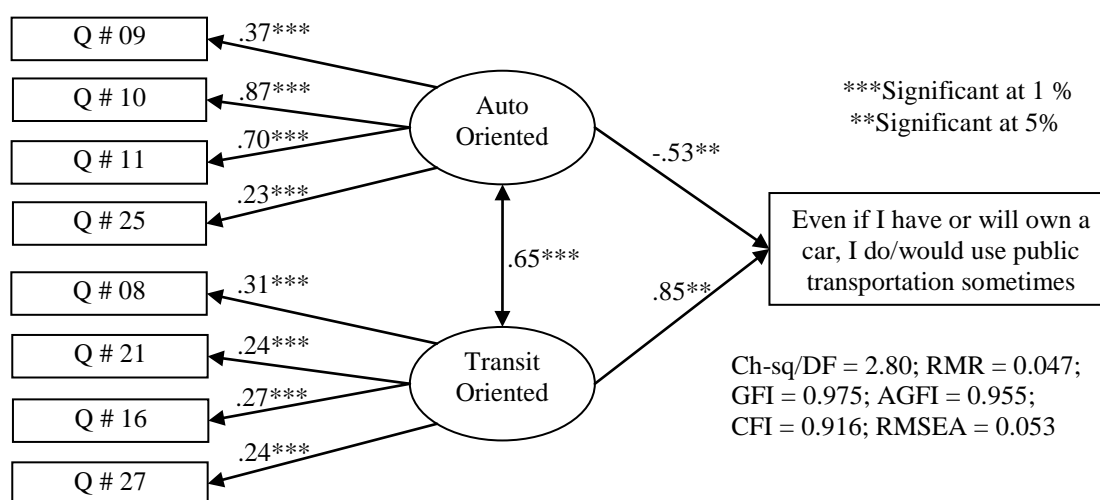 Q # 09
Q # 10
Q # 11
Q # 25
Q # 08
Q # 21
Q # 16
Q # 27
.37***
.87***
.70***
.23***
.31***
.24***
.27***
.24***
Auto
Oriented
.65***
Transit
Oriented
-.53**
.85**
***Significant at 1 %
**Significant at 5%
Even if I have or will own a
car, I do/would use public
transportation sometimes
Ch-sq/DF = 2.80; RMR = 0.047;
GFI = 0.975; AGFI = 0.955;
CFI = 0.916; RMSEA = 0.053